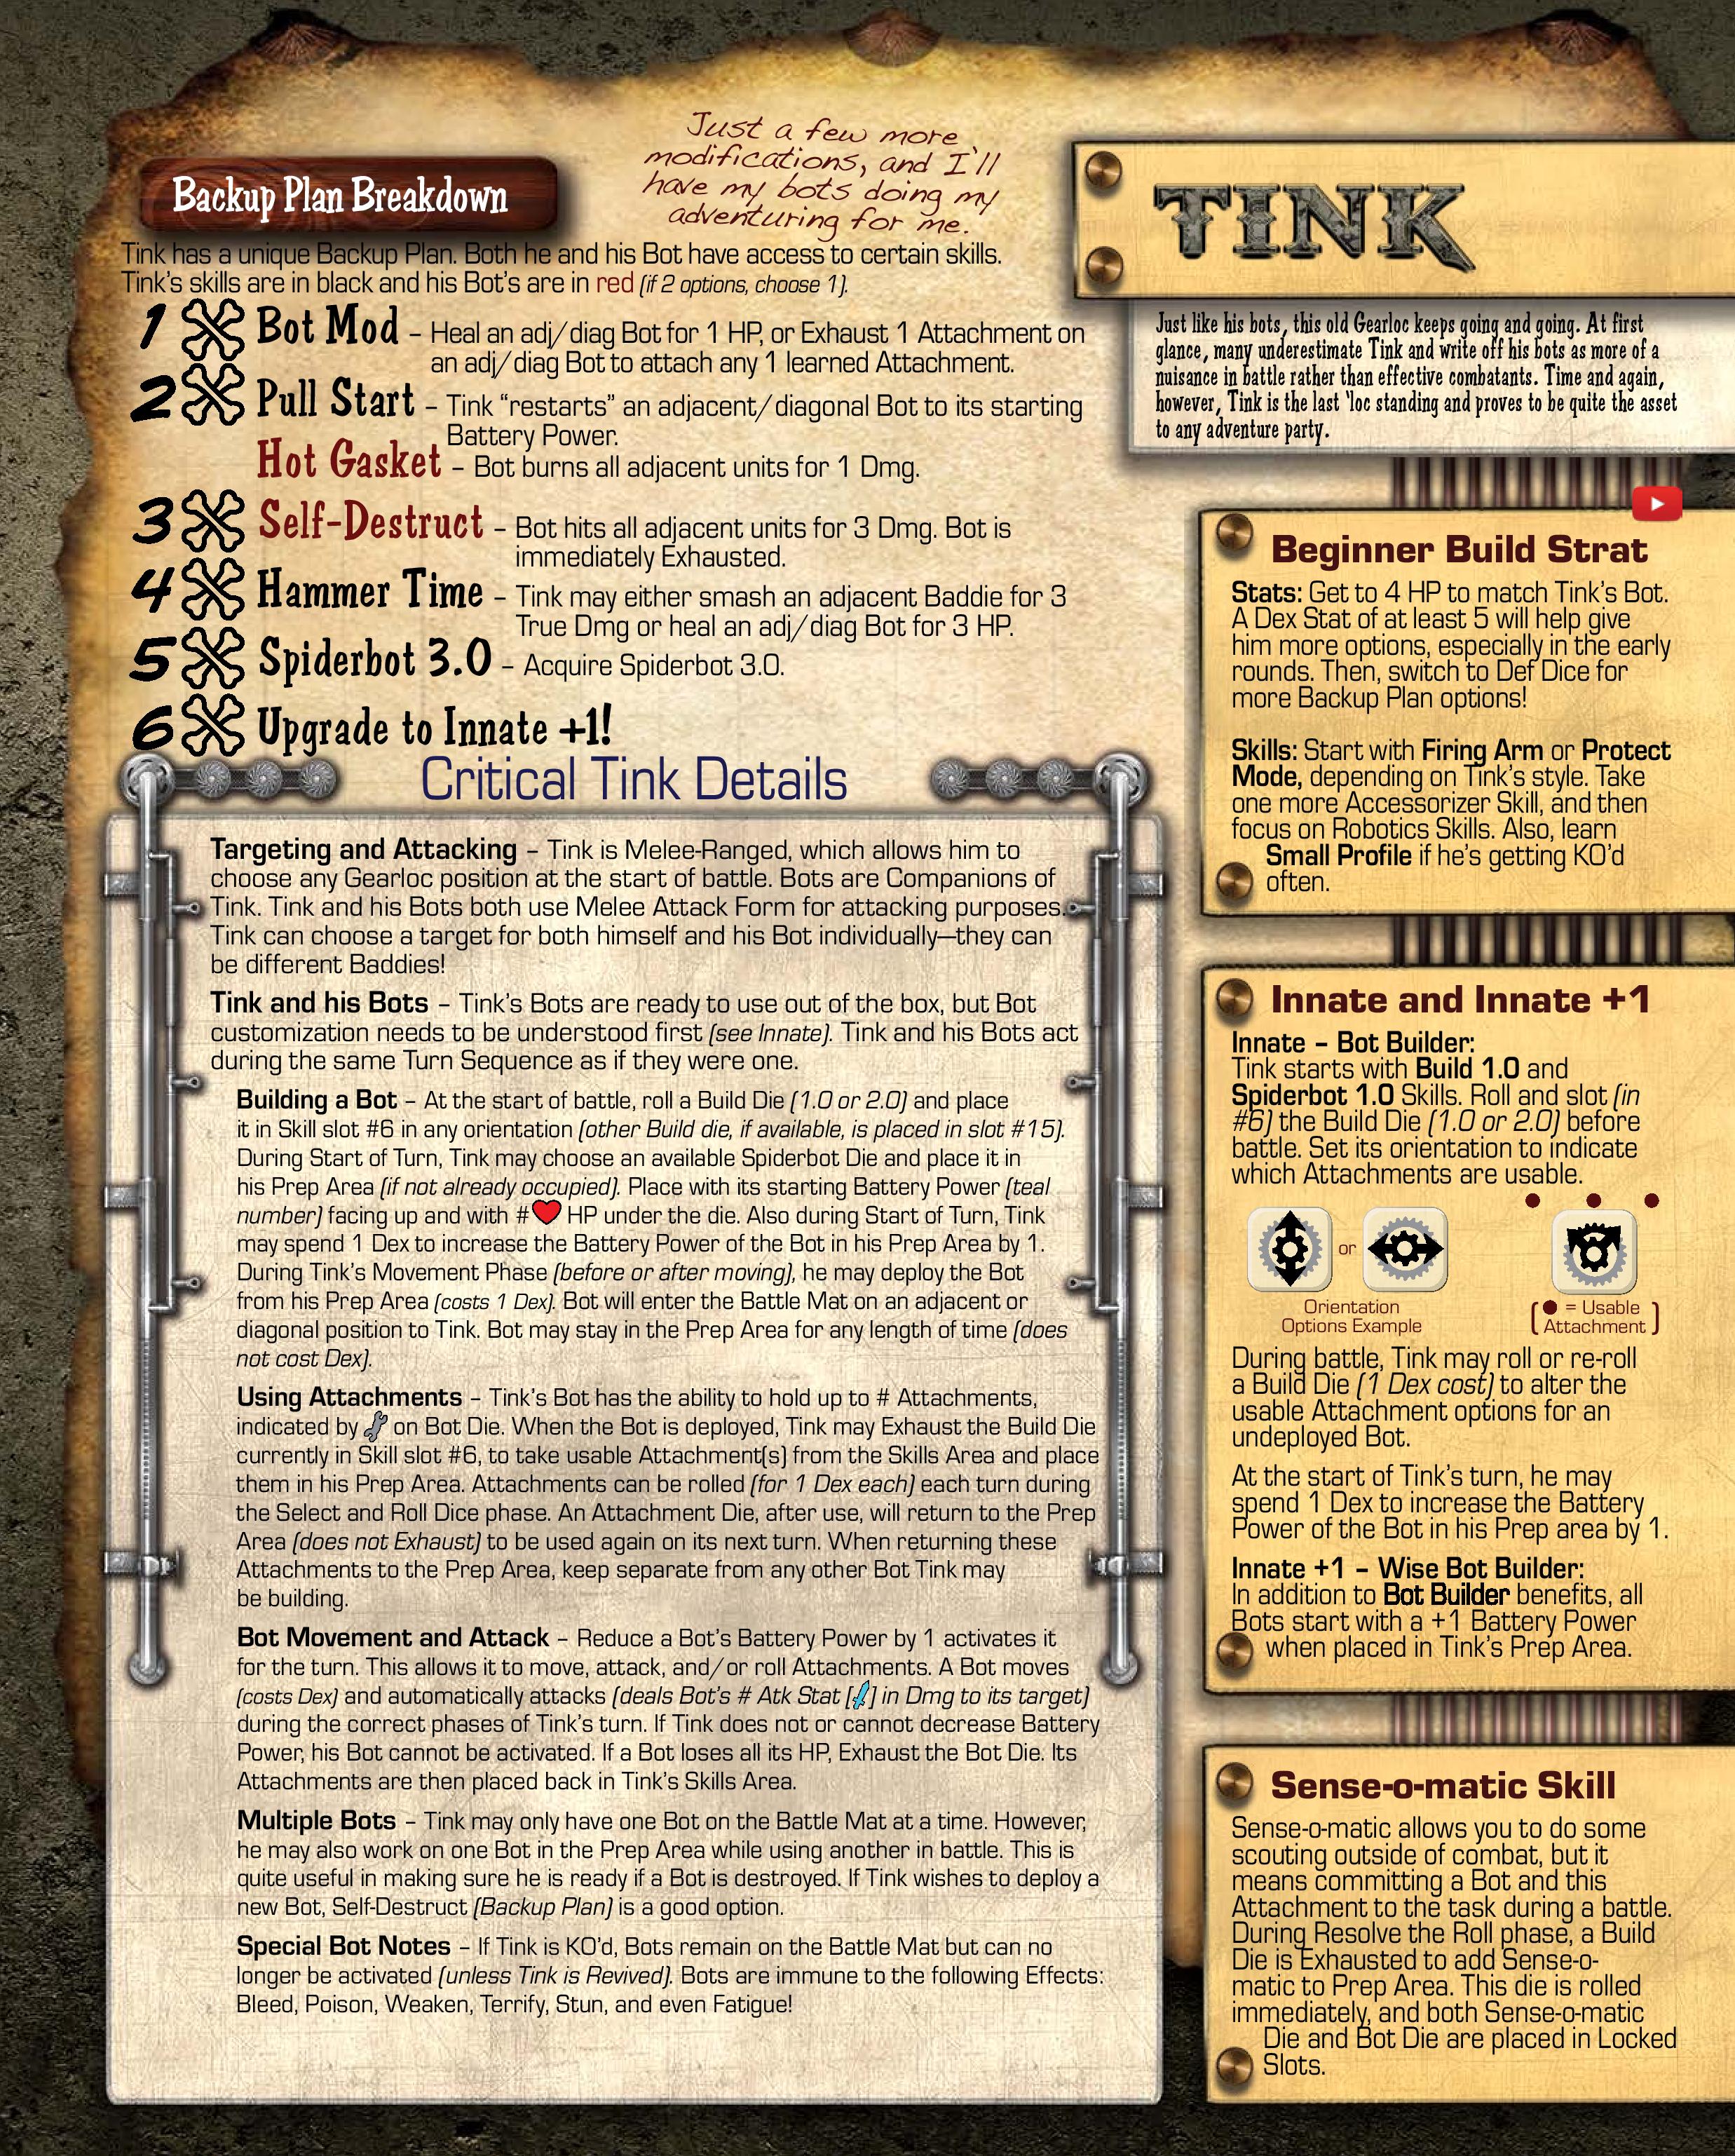 Just a few more
modifications, and I'll
have my bots doing my
adventuring for me.
Backup Plan Breakdown
Tink has a unique Backup Plan. Both he and his Bot have access to certain skills.
Tink's skills are in black and his Bot's are in red (if 2 options, choose 1).
1 Bot Mod – Heal an adj/diag Bot for 1 HP, or Exhaust 1 Attachment on
an adj/diag Bot to attach any 1 learned Attachment.
2 Pull Start – Tink "restarts" an adjacent/diagonal Bot to its starting
Battery Power.
Hot Gasket – Bot burns all adjacent units for 1 Dmg.
3 Self-Destruct – Bot hits all adjacent units for 3 Dmg. Bot is
immediately Exhausted.
4 Hammer Time – Tink may either smash an adjacent Baddie for 3
True Dmg or heal an adj/diag Bot for 3 HP.
5 Spiderbot 3.0 – Acquire Spiderbot 3.0.
6 Upgrade to Innate +1!
Critical Tink Details
Targeting and Attacking – Tink is Melee-Ranged, which allows him to
choose any Gearloc position at the start of battle. Bots are Companions of
Tink. Tink and his Bots both use Melee Attack Form for attacking purposes.
Tink can choose a target for both himself and his Bot individually—they can
be different Baddies!
Tink and his Bots – Tink's Bots are ready to use out of the box, but Bot
customization needs to be understood first (see Innate). Tink and his Bots act
during the same Turn Sequence as if they were one.
Building a Bot – At the start of battle, roll a Build Die (1.0 or 2.0) and place
it in Skill slot #6 in any orientation (other Build die, if available, is placed in slot #15).
During Start of Turn, Tink may choose an available Spiderbot Die and place it in
his Prep Area (if not already occupied). Place with its starting Battery Power (teal
number) facing up and with # HP under the die. Also during Start of Turn, Tink
may spend 1 Dex to increase the Battery Power of the Bot in his Prep Area by 1.
During Tink's Movement Phase (before or after moving), he may deploy the Bot
from his Prep Area (costs 1 Dex). Bot will enter the Battle Mat on an adjacent or
diagonal position to Tink. Bot may stay in the Prep Area for any length of time (does
not cost Dex).
Using Attachments – Tink's Bot has the ability to hold up to # Attachments,
indicated by on Bot Die. When the Bot is deployed, Tink may Exhaust the Build Die
currently in Skill slot #6, to take usable Attachment(s) from the Skills Area and place
them in his Prep Area. Attachments can be rolled (for 1 Dex each) each turn during
the Select and Roll Dice phase. An Attachment Die, after use, will return to the Prep
Area (does not Exhaust) to be used again on its next turn. When returning these
Attachments to the Prep Area, keep separate from any other Bot Tink may
be building.
Bot Movement and Attack – Reduce a Bot's Battery Power by 1 activates it
for the turn. This allows it to move, attack, and/or roll Attachments. A Bot moves
(costs Dex) and automatically attacks (deals Bot's # Atk Stat [ ] in Dmg to its target)
during the correct phases of Tink's turn. If Tink does not or cannot decrease Battery
Power, his Bot cannot be activated. If a Bot loses all its HP, Exhaust the Bot Die. Its
Attachments are then placed back in Tink's Skills Area.
Multiple Bots – Tink may only have one Bot on the Battle Mat at a time. However,
he may also work on one Bot in the Prep Area while using another in battle. This is
quite useful in making sure he is ready if a Bot is destroyed. If Tink wishes to deploy a
new Bot, Self-Destruct (Backup Plan) is a good option.
Special Bot Notes – If Tink is KO'd, Bots remain on the Battle Mat but can no
longer be activated (unless Tink is Revived). Bots are immune to the following Effects:
Bleed, Poison, Weaken, Terrify, Stun, and even Fatigue!
TINK
Just like his bots, this old Gearloc keeps going and going. At first
glance, many underestimate Tink and write off his bots as more of a
nuisance in battle rather than effective combatants. Time and again,
however, Tink is the last 'loc standing and proves to be quite the asset
to any adventure party.
Beginner Build Strat
Stats: Get to 4 HP to match Tink's Bot.
A Dex Stat of at least 5 will help give
him more options, especially in the early
rounds. Then, switch to Def Dice for
more Backup Plan options!
Skills: Start with Firing Arm or Protect
Mode, depending on Tink's style. Take
one more Accessorizer Skill, and then
focus on Robotics Skills. Also, learn
Small Profile if he's getting KO'd
often.
Innate and Innate +1
Innate – Bot Builder:
Tink starts with Build 1.0 and
Spiderbot 1.0 Skills. Roll and slot (in
#6) the Build Die (1.0 or 2.0) before
battle. Set its orientation to indicate
which Attachments are usable.
or
Orientation
Options Example
( = Usable
Attachment )
During battle, Tink may roll or re-roll
a Build Die (1 Dex cost) to alter the
usable Attachment options for an
undeployed Bot.
At the start of Tink's turn, he may
spend 1 Dex to increase the Battery
Power of the Bot in his Prep area by 1.
Innate +1 – Wise Bot Builder:
In addition to Bot Builder benefits, all
Bots start with a +1 Battery Power
when placed in Tink's Prep Area.
Sense-o-matic Skill
Sense-o-matic allows you to do some
scouting outside of combat, but it
means committing a Bot and this
Attachment to the task during a battle.
During Resolve the Roll phase, a Build
Die is Exhausted to add Sense-o-
matic to Prep Area. This die is rolled
immediately, and both Sense-o-matic
Die and Bot Die are placed in Locked
Slots.